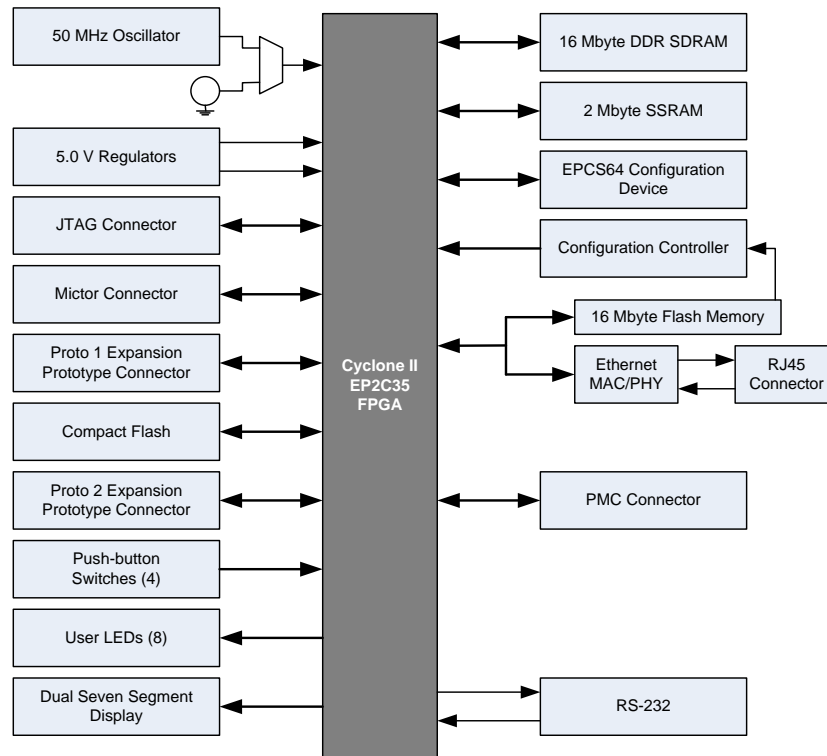 50 MHz Oscillator
5.0 V Regulators
JTAG Connector
Mictor Connector
Proto 1 Expansion
Prototype Connector
Compact Flash
Proto 2 Expansion
Prototype Connector
Push-button
Switches (4)
User LEDs (8)
Dual Seven Segment
Display
Cyclone II
EP2C35
FPGA
16 Mbyte DDR SDRAM
2 Mbyte SSRAM
EPCS64 Configuration
Device
Configuration Controller
16 Mbyte Flash Memory
Ethernet
MAC/PHY
RJ45
Connector
PMC Connector
RS-232